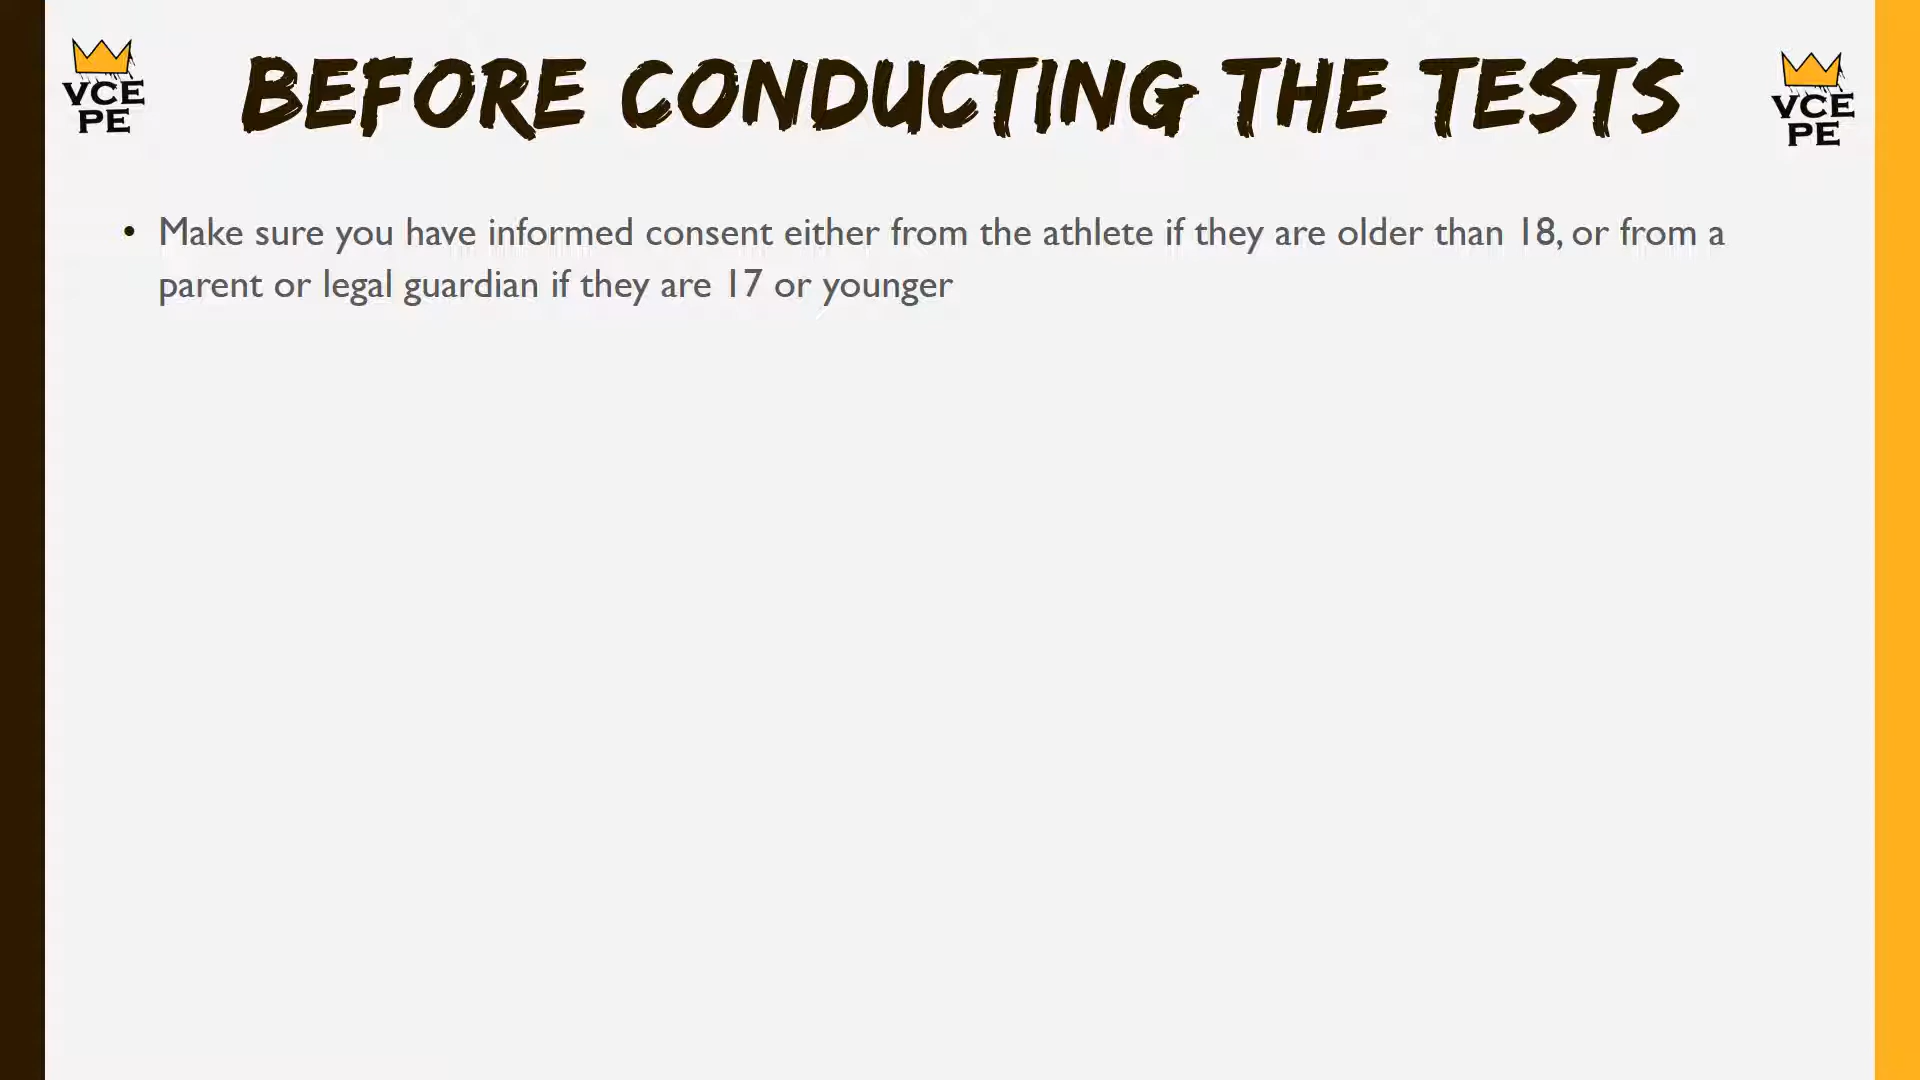 VCE
PE
BEFORE CONDUCTING THE TESTS
VCE
PE
• Make sure you have informed consent either from the athlete if they are older than 18, or from a
parent or legal guardian if they are 17 or younger